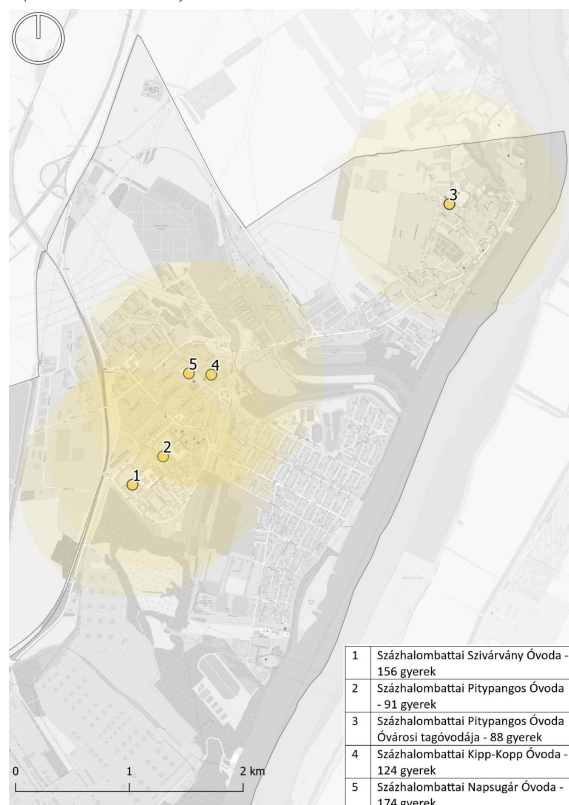 3
5
4
2
1
1 Százhalombattai Szivárvány Óvoda -
156 gyerek
2 Százhalombattai Pitypangos Óvoda
- 91 gyerek
3 Százhalombattai Pitypangos Óvoda
Óvárosi tagóvodája - 88 gyerek
4 Százhalombattai Kipp-Kopp Óvoda -
124 gyerek
5 Százhalombattai Napsugár Óvoda -
174 gyerek
0 1 2 km